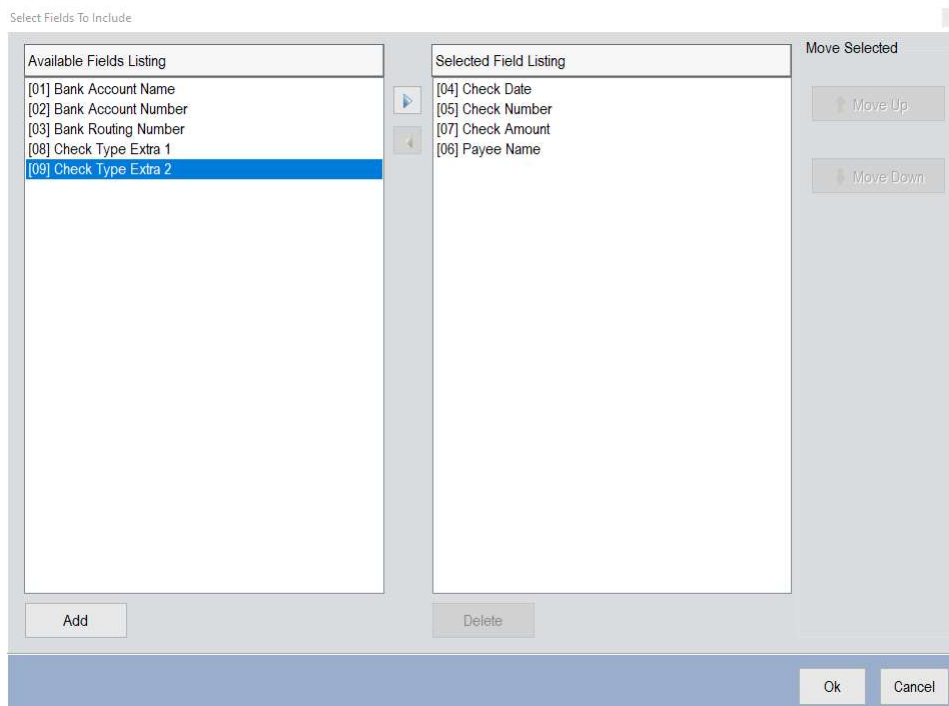 Select Fields To Include
Available Fields Listing
[01] Bank Account Name
[02] Bank Account Number
[03] Bank Routing Number
[08] Check Type Extra 1
[09] Check Type Extra 2
Add
Selected Field Listing
[04] Check Date
[05] Check Number
[07] Check Amount
[06] Payee Name
Delete
Move Selected
Move Up
Move Down
Ok
Cancel